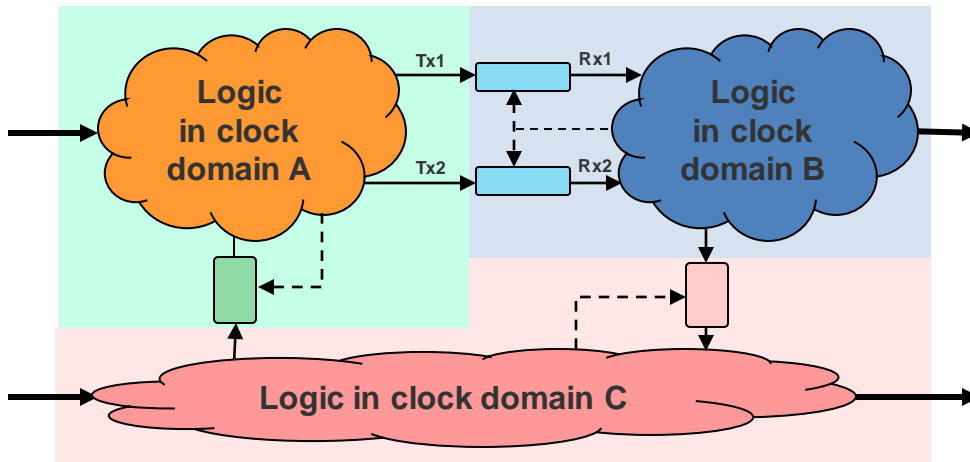 Tx1
Rx1
Logic
in clock
domain A
Logic
in clock
domain B
Tx2
Rx2
Logic in clock domain C